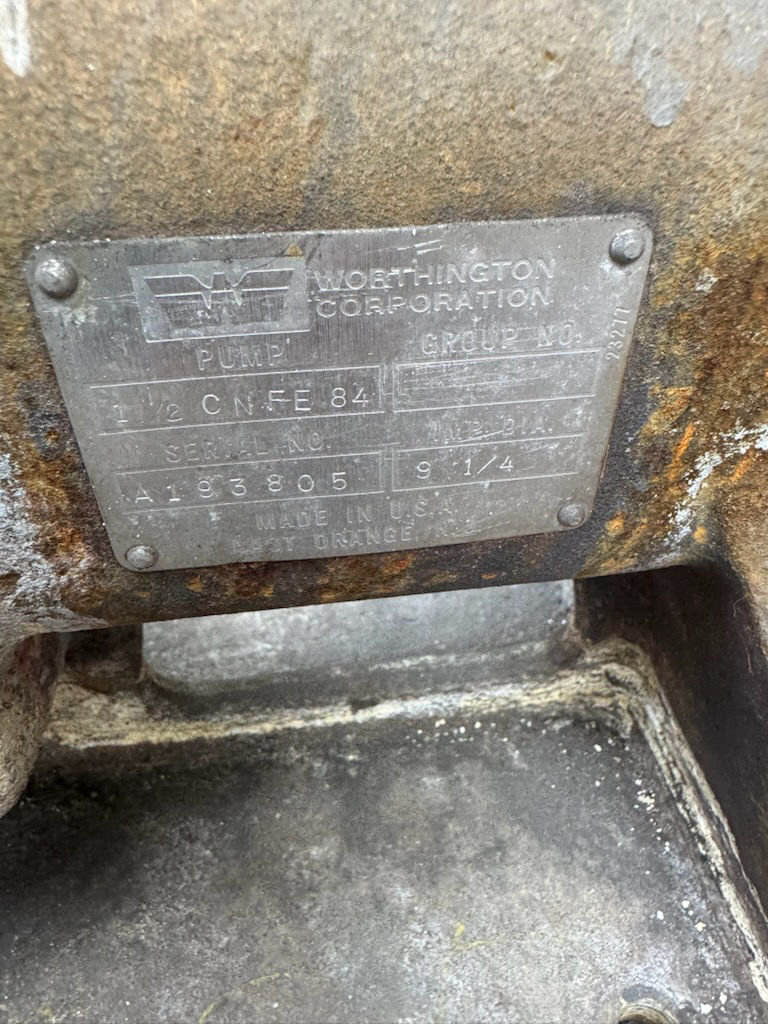 WORTHINGTON
CORPORATION
PUMP GROUP NO.
1 1/2 CNFE 84
SERIAL NO. IMP. DIA.
A193805 9 1/4
MADE IN U.S.A.
EAST ORANGE, N.J.
23211